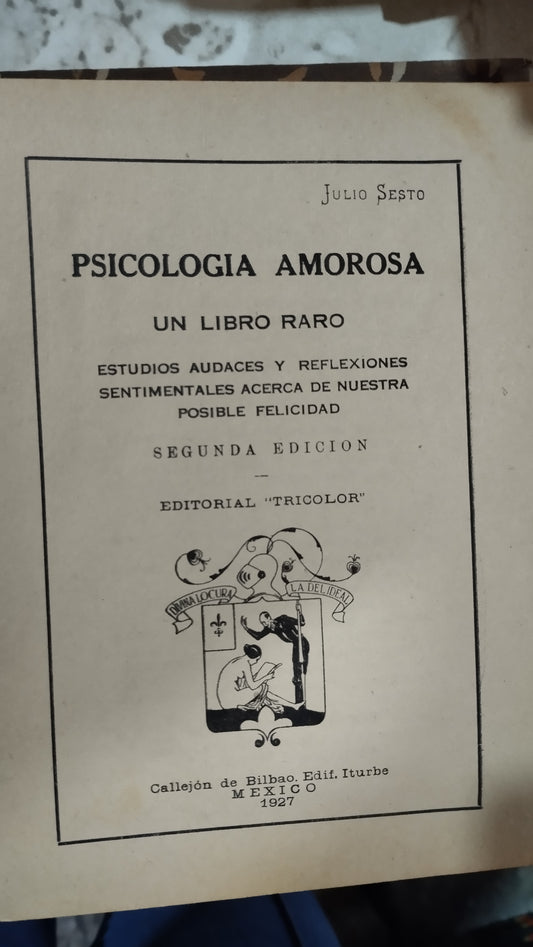 Julio Sesto
PSICOLOGIA AMOROSA
UN LIBRO RARO
ESTUDIOS AUDACES Y REFLEXIONES
SENTIMENTALES ACERCA DE NUESTRA
POSIBLE FELICIDAD
SEGUNDA EDICION
EDITORIAL "TRICOLOR"
DIVINA LOCURA
LA DEL IDEAL
Callejón de Bilbao. Edif. Iturbe
MEXICO
1927